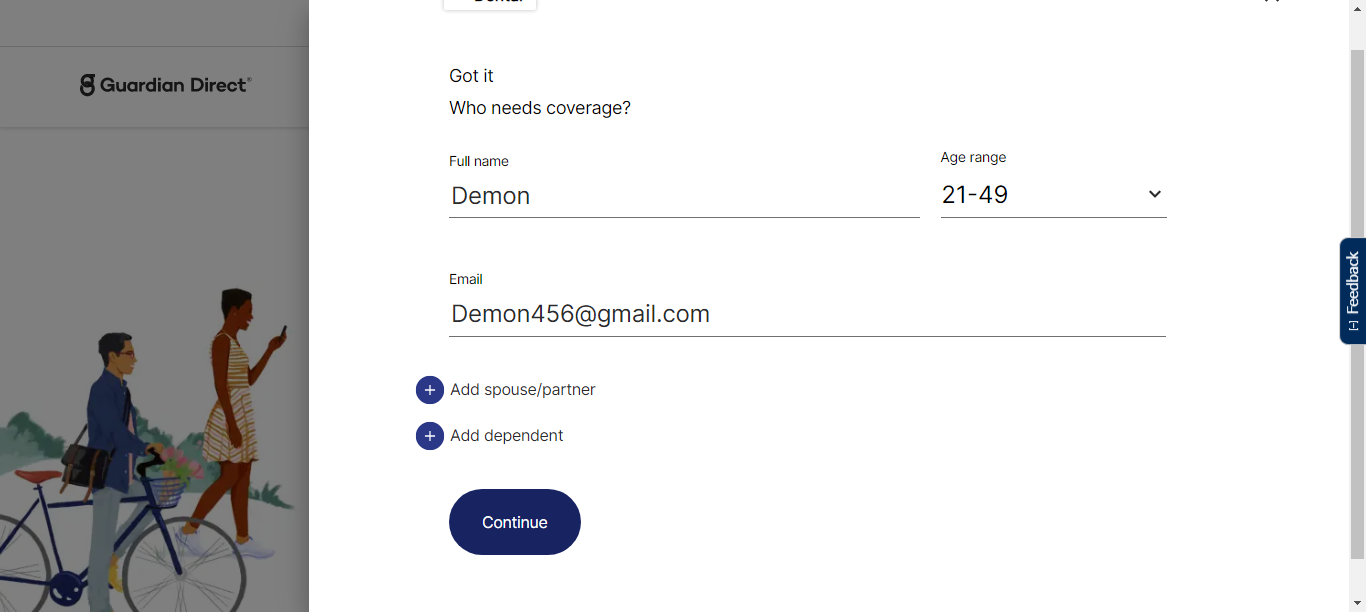 Guardian Direct®
Got it
Who needs coverage?
Full name
Demon
Age range
21-49
Email
Demon456@gmail.com
Add spouse/partner
Add dependent
Continue
[-] Feedback